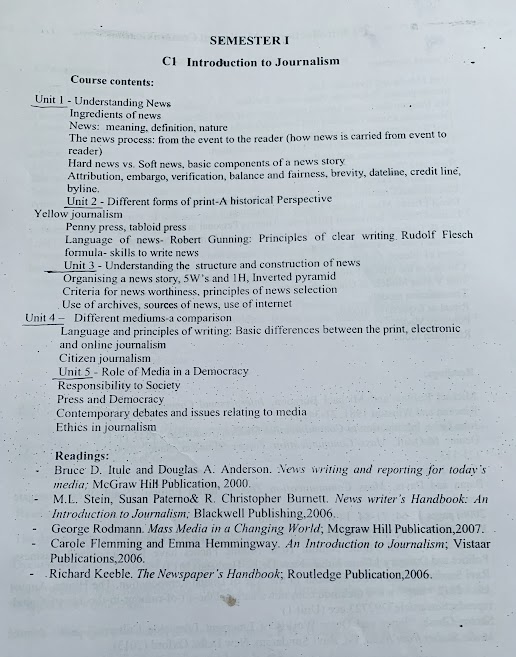 SEMESTER I
C1 Introduction to Journalism
Course contents:
Unit 1 - Understanding News
Ingredients of news
News: meaning, definition, nature
The news process: from the event to the reader (how news is carried from event to
reader)
Hard news vs. Soft news, basic components of a news story
Attribution, embargo, verification, balance and fairness, brevity, dateline, credit line,
byline.
Unit 2 - Different forms of print-A historical Perspective
Yellow journalism
Penny press, tabloid press
Language of news- Robert Gunning: Principles of clear writing. Rudolf Flesch
formula- skills to write news
Unit 3 - Understanding the structure and construction of news
Organising a news story, 5W's and 1H, Inverted pyramid
Criteria for news worthiness, principles of news selection
Use of archives, sources of news, use of internet
Unit 4 – Different mediums-a comparison
Language and principles of writing: Basic differences between the print, electronic
and online journalism
Citizen journalism
Unit 5 - Role of Media in a Democracy
Responsibility to Society
Press and Democracy
Contemporary debates and issues relating to media
Ethics in journalism
Readings:
- Bruce D. Itule and Douglas A. Anderson. News writing and reporting for today's
media; McGraw Hill Publication, 2000.
- M.L. Stein, Susan Paterno& R. Christopher Burnett. News writer's Handbook: An
Introduction to Journalism; Blackwell Publishing,2006.
- George Rodmann. Mass Media in a Changing World; Mcgraw Hill Publication,2007.
- Carole Flemming and Emma Hemmingway. An Introduction to Journalism; Vistaar
Publications,2006.
- Richard Keeble. The Newspaper's Handbook; Routledge Publication,2006.